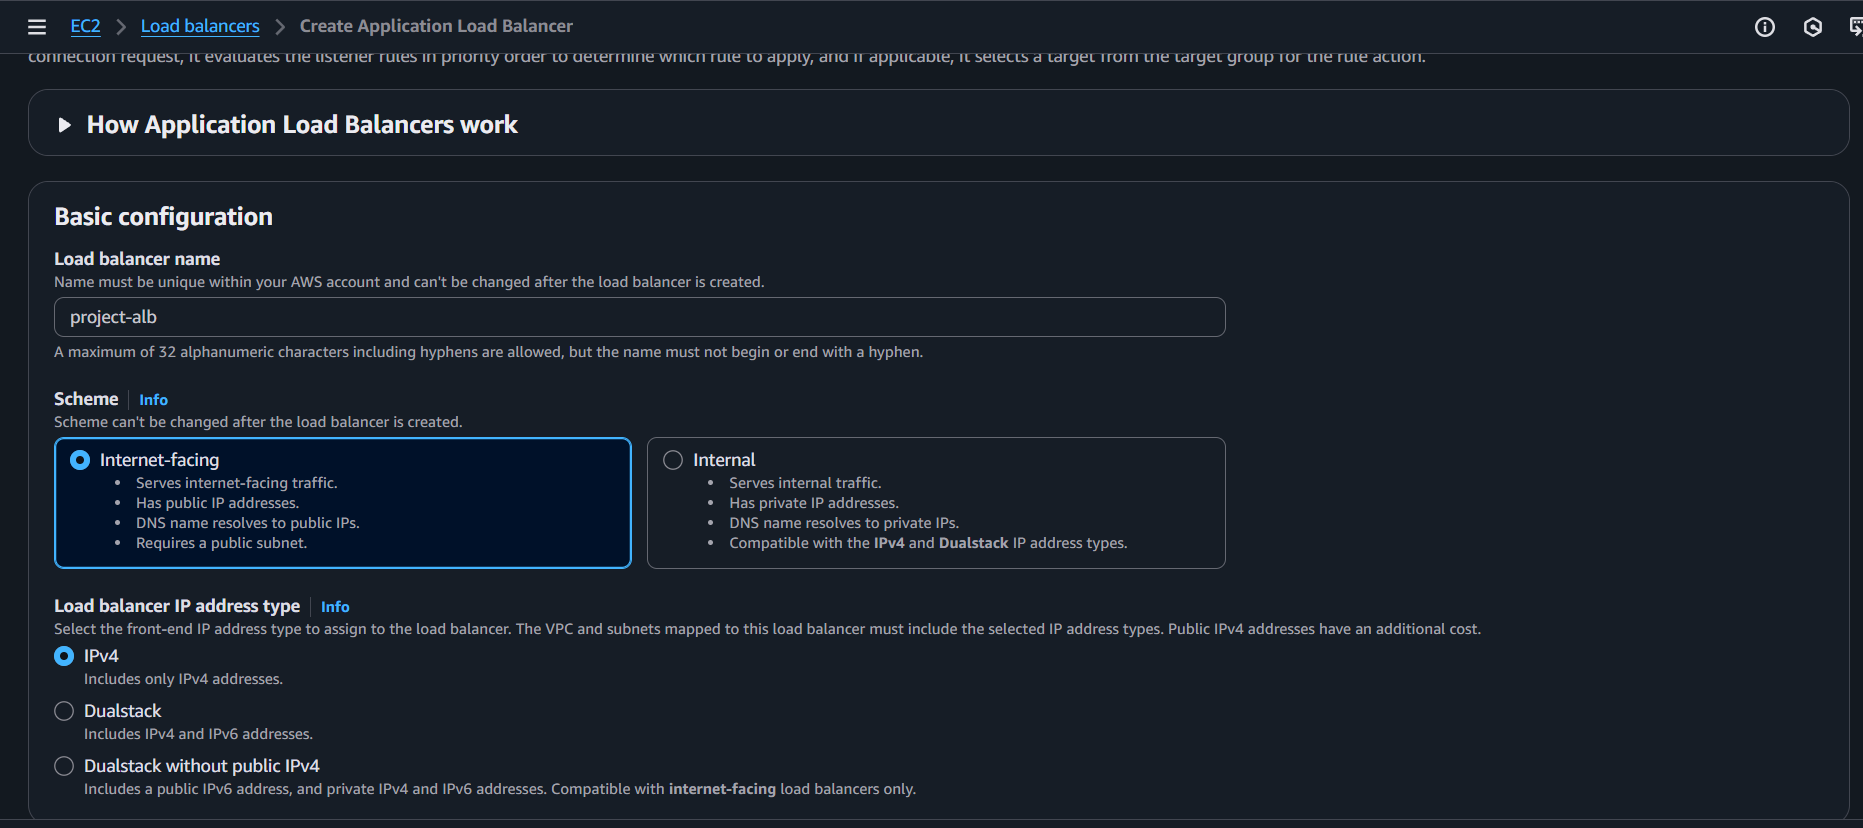 EC2 Load balancers Create Application Load Balancer
connection request, it evaluates the listener rules in priority order to determine which rule to apply, and if applicable, it selects a target from the target group for the rule action.
How Application Load Balancers work
Basic configuration
Load balancer name
Name must be unique within your AWS account and can't be changed after the load balancer is created.
project-alb
A maximum of 32 alphanumeric characters including hyphens are allowed, but the name must not begin or end with a hyphen.
Scheme Info
Scheme can't be changed after the load balancer is created.
Internet-facing
• Serves internet-facing traffic.
• Has public IP addresses.
• DNS name resolves to public IPs.
• Requires a public subnet.
Internal
• Serves internal traffic.
• Has private IP addresses.
• DNS name resolves to private IPs.
• Compatible with the IPv4 and Dualstack IP address types.
Load balancer IP address type Info
Select the front-end IP address type to assign to the load balancer. The VPC and subnets mapped to this load balancer must include the selected IP address types. Public IPv4 addresses have an additional cost.
IPv4
Includes only IPv4 addresses.
Dualstack
Includes IPv4 and IPv6 addresses.
Dualstack without public IPv4
Includes a public IPv6 address, and private IPv4 and IPv6 addresses. Compatible with internet-facing load balancers only.